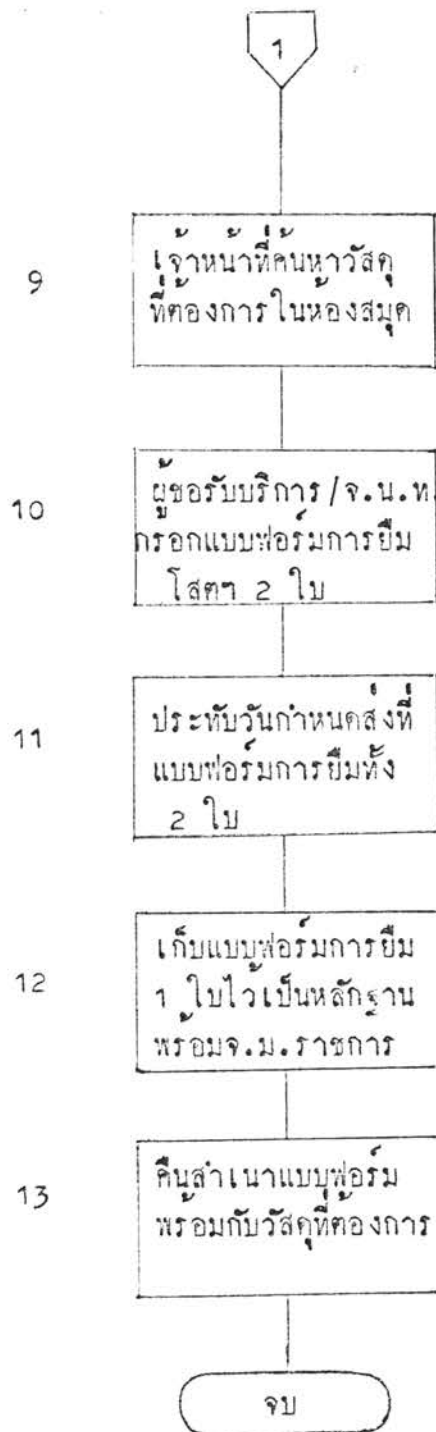 1
9
เจ้าหน้าที่ค้นหาวัสดุ
ที่ต้องการในห้องสมุด
10
ผู้ขอรับบริการ/จ.น.ท.
กรอกแบบฟอร์มการยืม
โสตฯ 2 ใบ
11
ประทับวันกำหนดส่งที่
แบบฟอร์มการยืมทั้ง
2 ใบ
12
เก็บแบบฟอร์มการยืม
1 ใบไว้เป็นหลักฐาน
พร้อมจ.ม.ราชการ
13
คืนสำเนาแบบฟอร์ม
พร้อมกับวัสดุที่ต้องการ
จบ